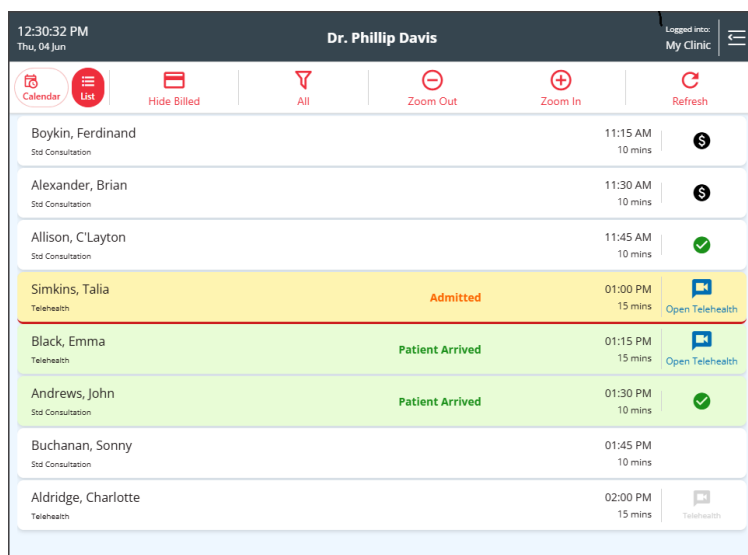 12:30:32 PM
Thu, 04 Jun
Dr. Phillip Davis
Logged into:
My Clinic
Calendar
List
Hide Billed
All
Zoom Out
Zoom In
Refresh
Boykin, Ferdinand
Std Consultation
11:15 AM
10 mins
Alexander, Brian
Std Consultation
11:30 AM
10 mins
Allison, C'Layton
Std Consultation
11:45 AM
10 mins
Simkins, Talia
Telehealth
Admitted
01:00 PM
15 mins
Open Telehealth
Black, Emma
Telehealth
Patient Arrived
01:15 PM
15 mins
Open Telehealth
Andrews, John
Std Consultation
Patient Arrived
01:30 PM
10 mins
Buchanan, Sonny
Std Consultation
01:45 PM
10 mins
Aldridge, Charlotte
Telehealth
02:00 PM
15 mins
Telehealth